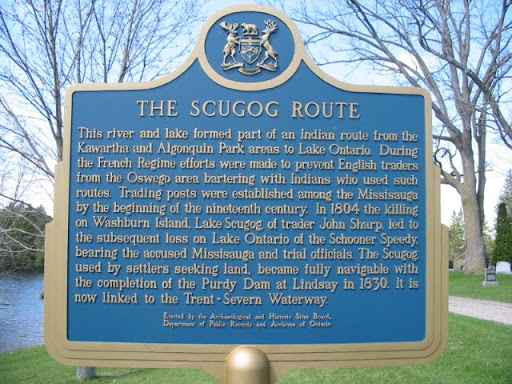 THE SCUGOG ROUTE
This river and lake formed part of an Indian route from the
Kawartha and Algonquin Park areas to Lake Ontario. During
the French Regime efforts were made to prevent English traders
from the Oswego area bartering with Indians who used such
routes. Trading posts were established among the Missisauga
by the beginning of the nineteenth century. In 1804 the killing
on Washburn Island, Lake Scugog, of trader John Sharp, led to
the subsequent loss on Lake Ontario of the Schooner Speedy,
bearing the accused Missisauga and trial officials. The Scugog,
used by settlers seeking land, became fully navigable with
the completion of the Purdy Dam at Lindsay in 1830. It is
now linked to the Trent-Severn Waterway.
Erected by the Archaeological and Historic Sites Board,
Department of Public Records and Archives of Ontario